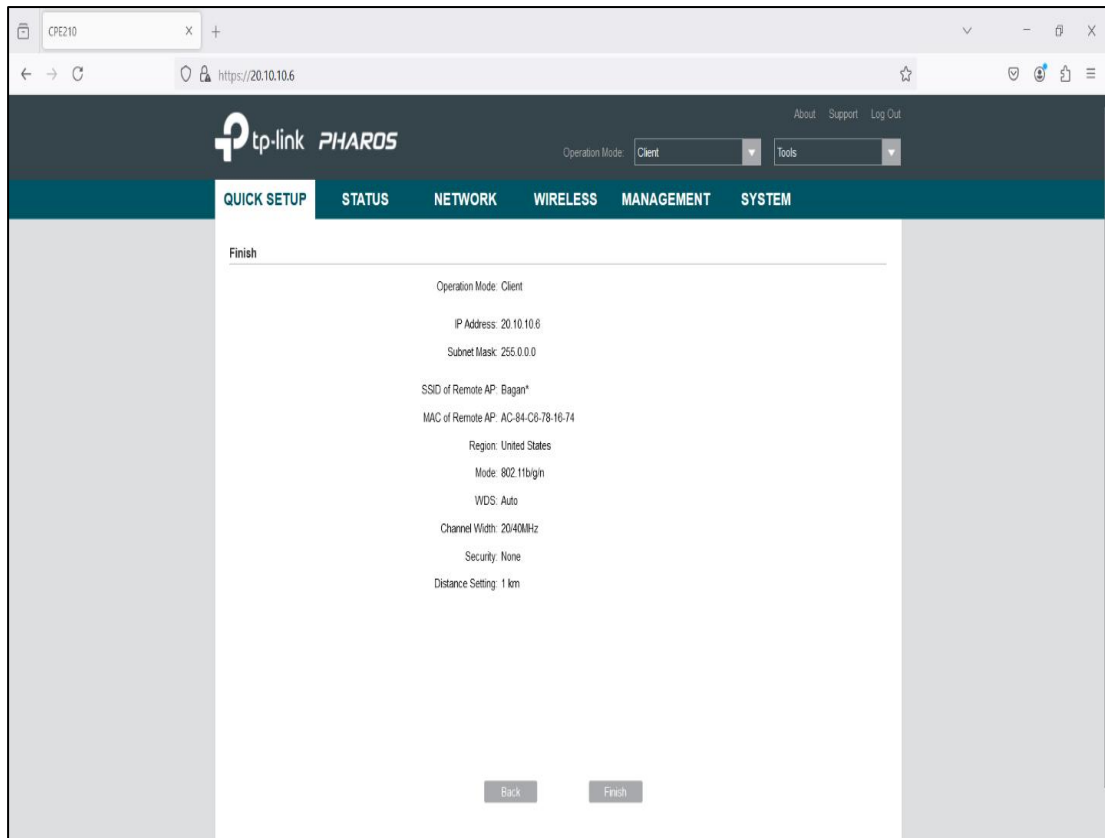 CPE210
https://20.10.10.6
About Support Log Out
tp-link PHAROS
Operation Mode: Client Tools
QUICK SETUP STATUS NETWORK WIRELESS MANAGEMENT SYSTEM
Finish
Operation Mode: Client
IP Address: 20.10.10.6
Subnet Mask: 255.0.0.0
SSID of Remote AP: Bagan*
MAC of Remote AP: AC-84-C6-78-16-74
Region: United States
Mode: 802.11b/g/n
WDS: Auto
Channel Width: 20/40MHz
Security: None
Distance Setting: 1 km
Back Finish